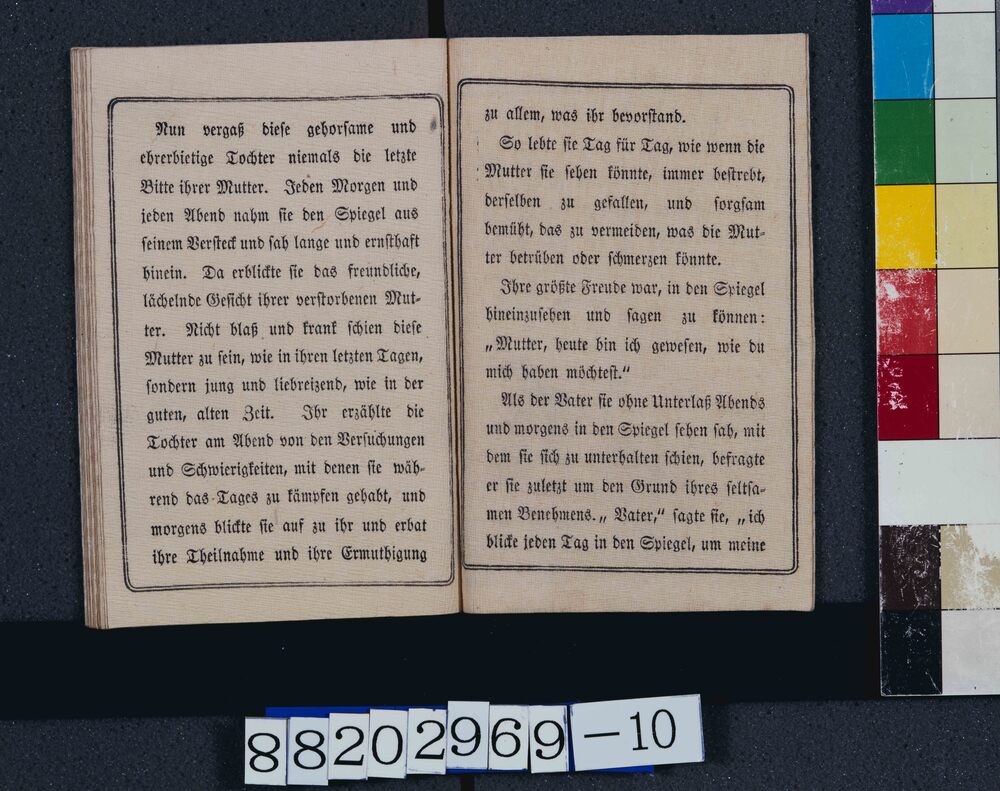 Nun vergaß diese gehorsame und
ehrerbietige Tochter niemals die letzte
Bitte ihrer Mutter. Jeden Morgen und
jeden Abend nahm sie den Spiegel aus
seinem Versteck und sah lange und ernsthaft
hinein. Da erblickte sie das freundliche,
lächelnde Gesicht ihrer verstorbenen Mut-
ter. Nicht blaß und krank schien diese
Mutter zu sein, wie in ihren letzten Tagen,
sondern jung und liebreizend, wie in der
guten, alten Zeit. Ihr erzählte die
Tochter am Abend von den Versuchungen
und Schwierigkeiten, mit denen sie wäh-
rend das Tages zu kämpfen gehabt, und
morgens blickte sie auf zu ihr und erbat
ihre Theilnahme und ihre Ermuthigung
zu allem, was ihr bevorstand.
So lebte sie Tag für Tag, wie wenn die
Mutter sie sehen könnte, immer bestrebt,
derselben zu gefallen, und sorgsam
bemüht, das zu vermeiden, was die Mut-
ter betrüben oder schmerzen könnte.
Ihre größte Freude war, in den Spiegel
hineinzusehen und sagen zu können:
„Mutter, heute bin ich gewesen, wie du
mich haben möchtest.“
Als der Vater sie ohne Unterlaß Abends
und morgens in den Spiegel sehen sah, mit
dem sie sich zu unterhalten schien, befragte
er sie zuletzt um den Grund ihres seltsa-
men Benehmens. „ Vater,“ sagte sie, „ich
blicke jeden Tag in den Spiegel, um meine
88202969-10